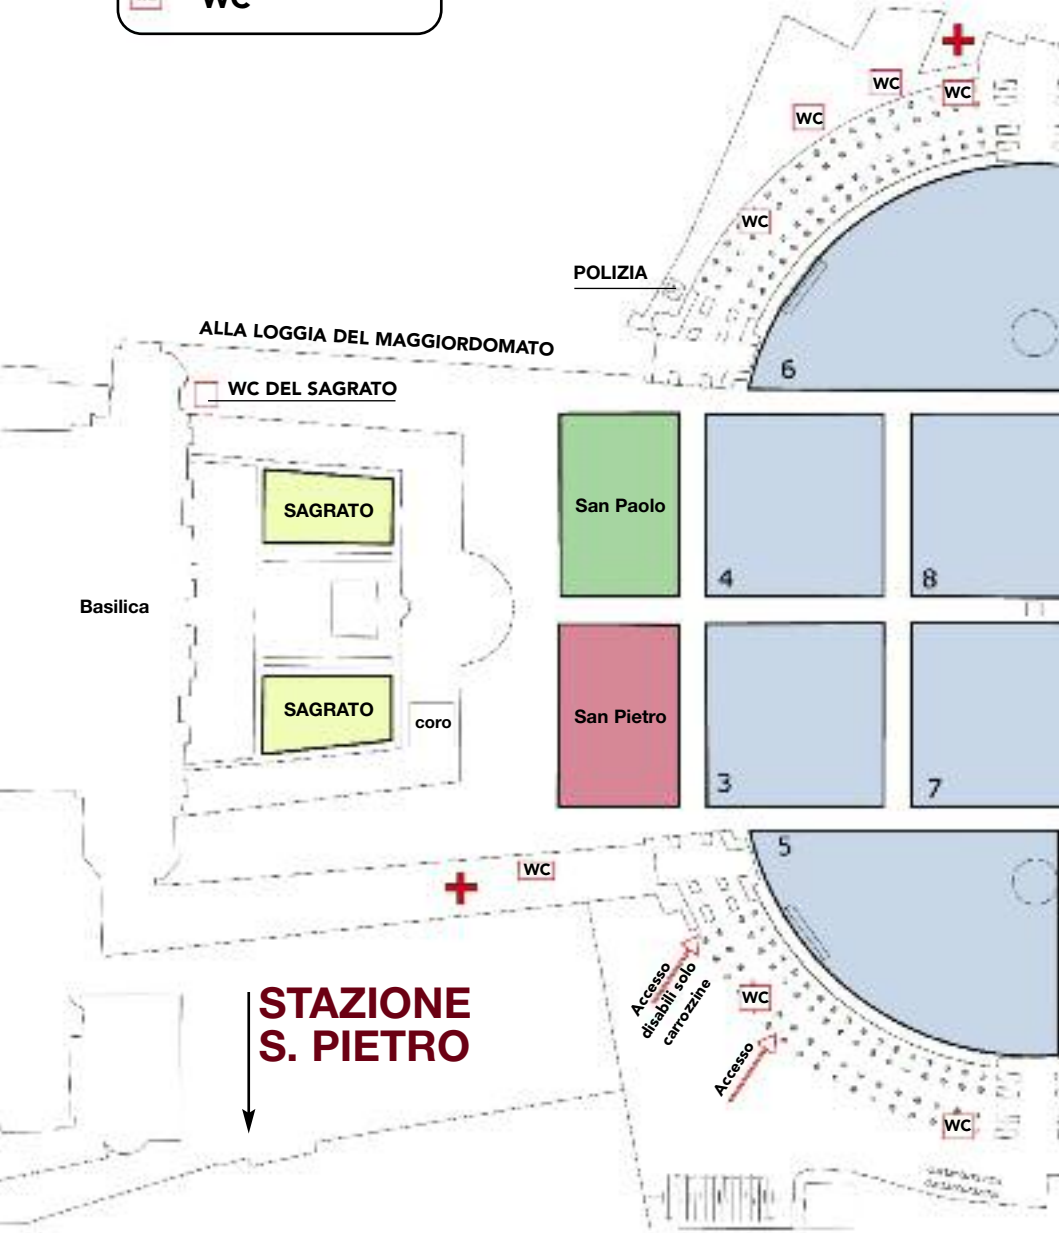 WC
WC
WC
WC
WC
POLIZIA
ALLA LOGGIA DEL MAGGIORDOMATO
WC DEL SAGRATO
6
SAGRATO
San Paolo
4
8
Basilica
SAGRATO
coro
San Pietro
3
7
5
WC
Accesso
disabili solo
carrozzine
WC
STAZIONE
S. PIETRO
Accesso
WC